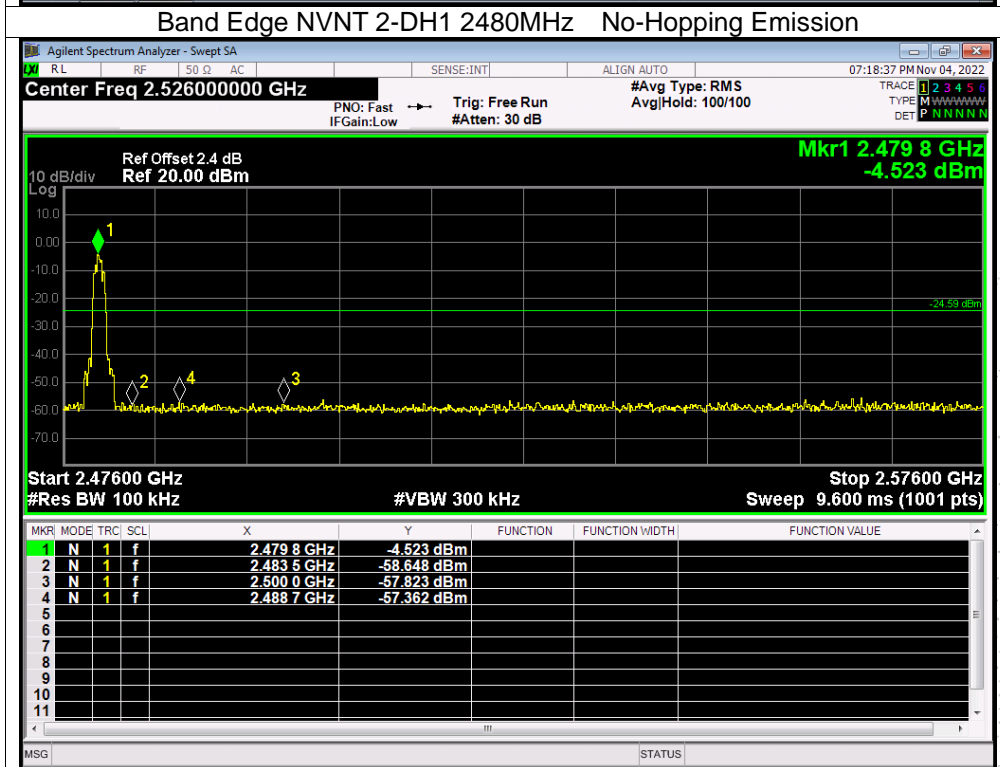 Band Edge NVNT 2-DH1 2480MHz No-Hopping Emission
Agilent Spectrum Analyzer - Swept SA
LXI RL RF 50 Ω AC SENSE:INT ALIGN AUTO 07:18:37 PM Nov 04, 2022
Center Freq 2.526000000 GHz #Avg Type: RMS TRACE 1 2 3 4 5 6
PNO: Fast Trig: Free Run Avg|Hold: 100/100 TYPE M WWWWW
IFGain:Low #Atten: 30 dB DET P N N N N N
Ref Offset 2.4 dB Mkr1 2.479 8 GHz
10 dB/div Ref 20.00 dBm -4.523 dBm
Log
10.0
1
0.00
-10.0
-20.0
-24.59 dBm
-30.0
-40.0
-50.0 2 4 3
-60.0
-70.0
Start 2.47600 GHz Stop 2.57600 GHz
#Res BW 100 kHz #VBW 300 kHz Sweep 9.600 ms (1001 pts)
MKR MODE TRC SCL X Y FUNCTION FUNCTION WIDTH FUNCTION VALUE
1 N 1 f 2.479 8 GHz -4.523 dBm
2 N 1 f 2.483 5 GHz -58.648 dBm
3 N 1 f 2.500 0 GHz -57.823 dBm
4 N 1 f 2.488 7 GHz -57.362 dBm
5
6
7
8
9
10
11
MSG STATUS